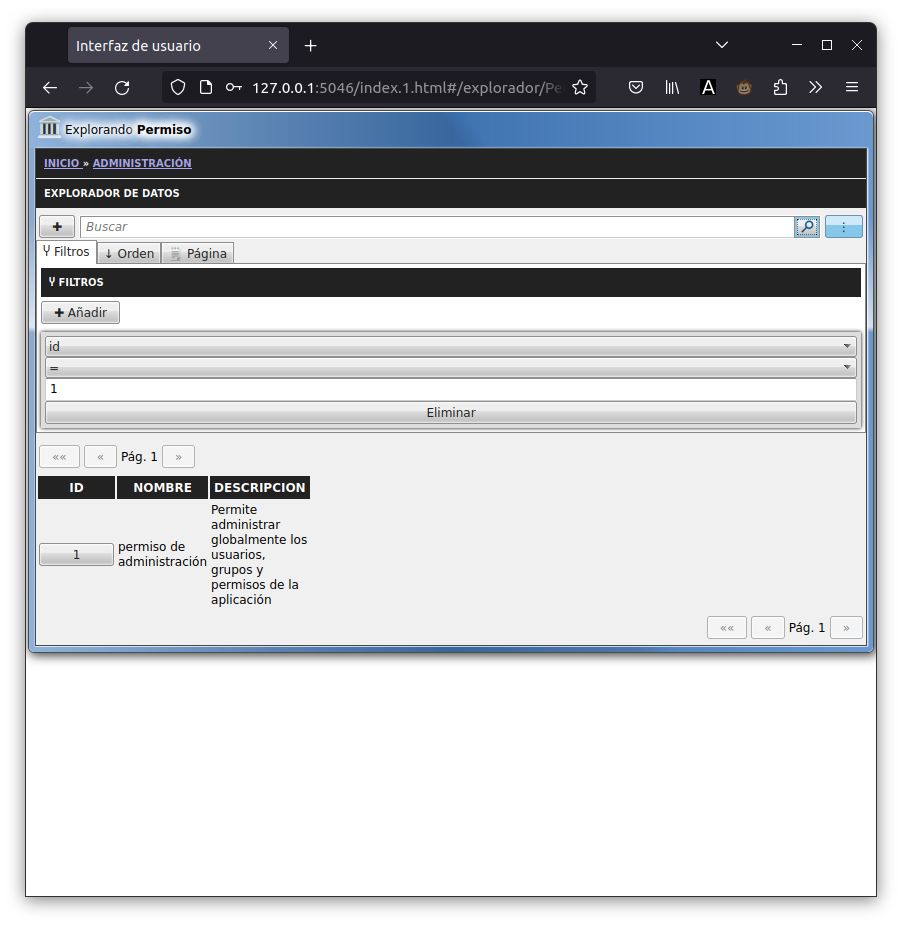 Interfaz de usuario
127.0.0.1:5046/index.1.html#/explorador/Pe
Explorando Permiso
INICIO » ADMINISTRACIÓN
EXPLORADOR DE DATOS
Buscar
Filtros
↓ Orden
Página
FILTROS
+ Añadir
id
=
1
Eliminar
«« « Pág. 1 »
ID NOMBRE DESCRIPCION
1
permiso de
administración
Permite
administrar
globalmente los
usuarios,
grupos y
permisos de la
aplicación
«« « Pág. 1 »